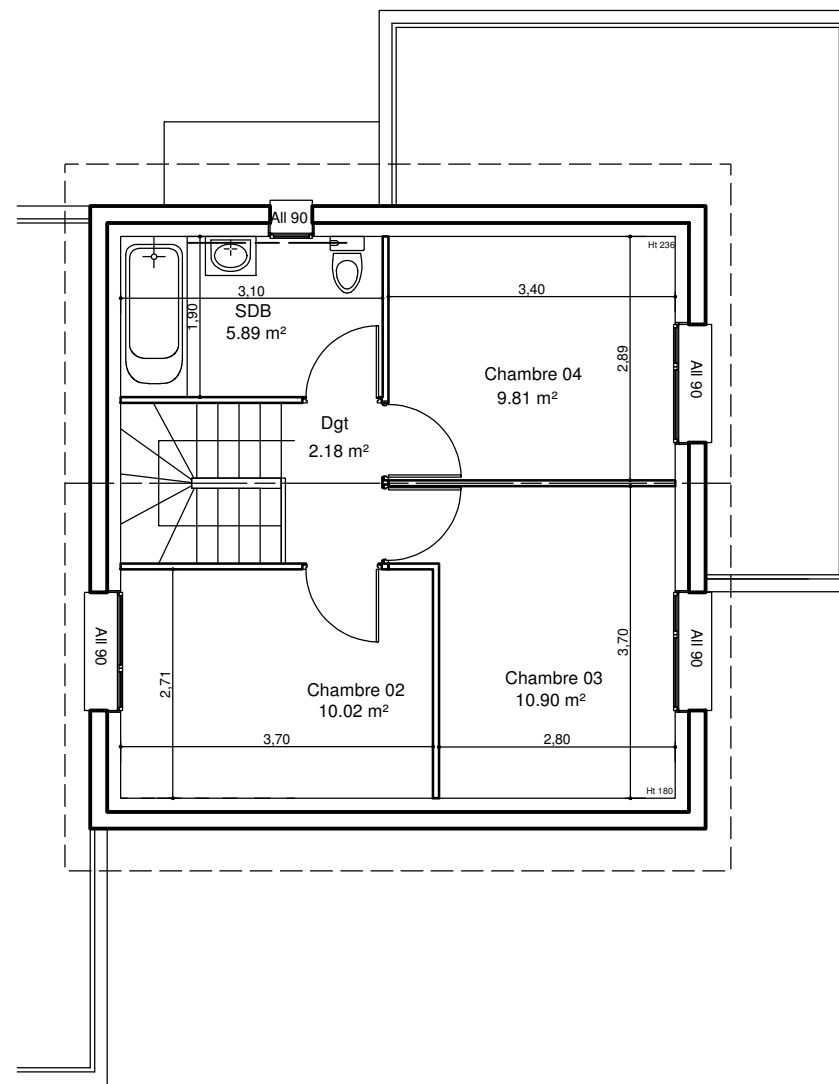 All 90
Ht 236
3,10
3,40
SDB
5.89 m²
1,90
2,89
All 90
Chambre 04
9.81 m²
Dgt
2.18 m²
All 90
2,71
Chambre 02
10.02 m²
3,70
Chambre 03
10.90 m²
3,70
All 90
2,80
Ht 180